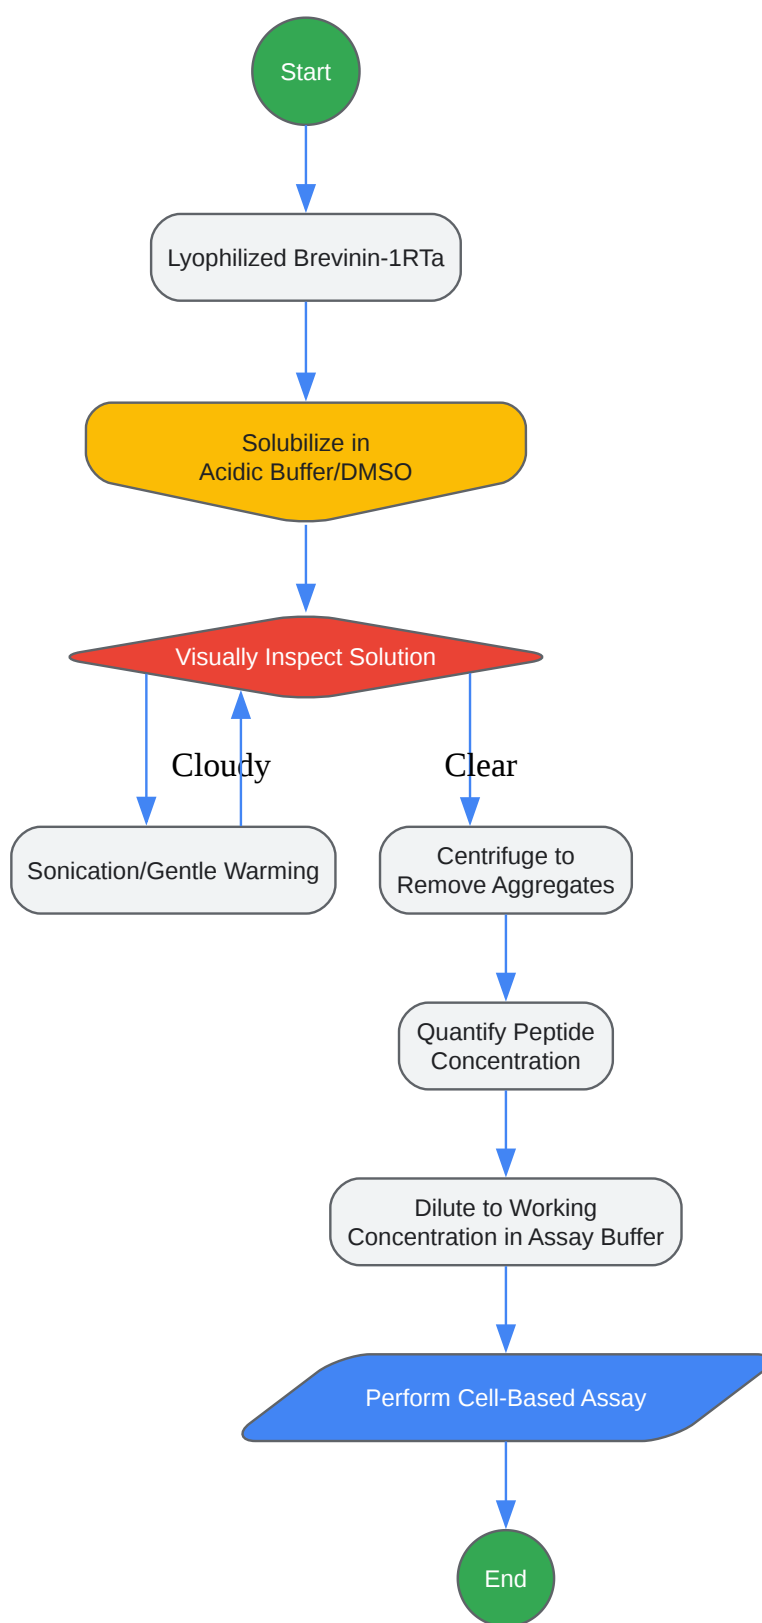 Start
Lyophilized Brevinin-1RTa
Solubilize in
Acidic Buffer/DMSO
Visually Inspect Solution
Cloudy
Clear
Sonication/Gentle Warming
Centrifuge to
Remove Aggregates
Quantify Peptide
Concentration
Dilute to Working
Concentration in Assay Buffer
Perform Cell-Based Assay
End